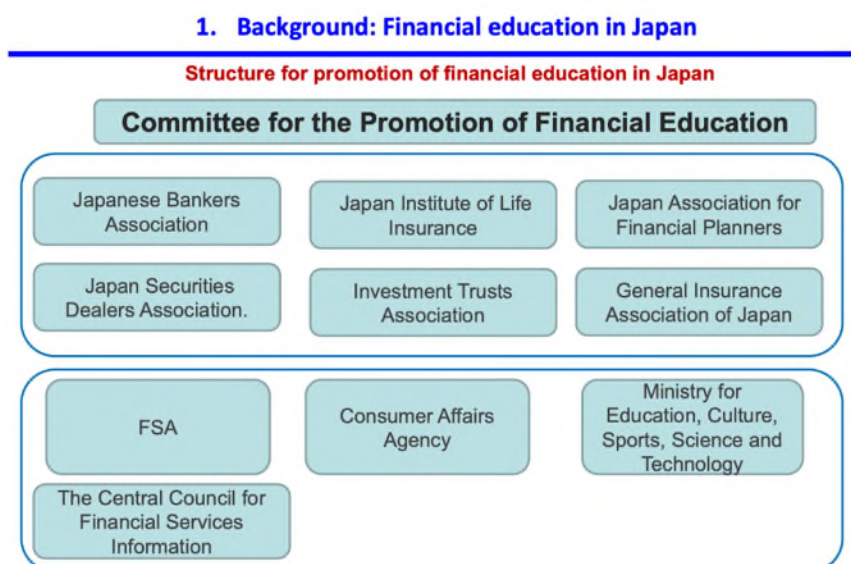 1. Background: Financial education in Japan
Structure for promotion of financial education in Japan
Committee for the Promotion of Financial Education
Japanese Bankers
Association
Japan Institute of Life
Insurance
Japan Association for
Financial Planners
Japan Securities
Dealers Association.
Investment Trusts
Association
General Insurance
Association of Japan
FSA
Consumer Affairs
Agency
Ministry for
Education, Culture,
Sports, Science and
Technology
The Central Council for
Financial Services
Information